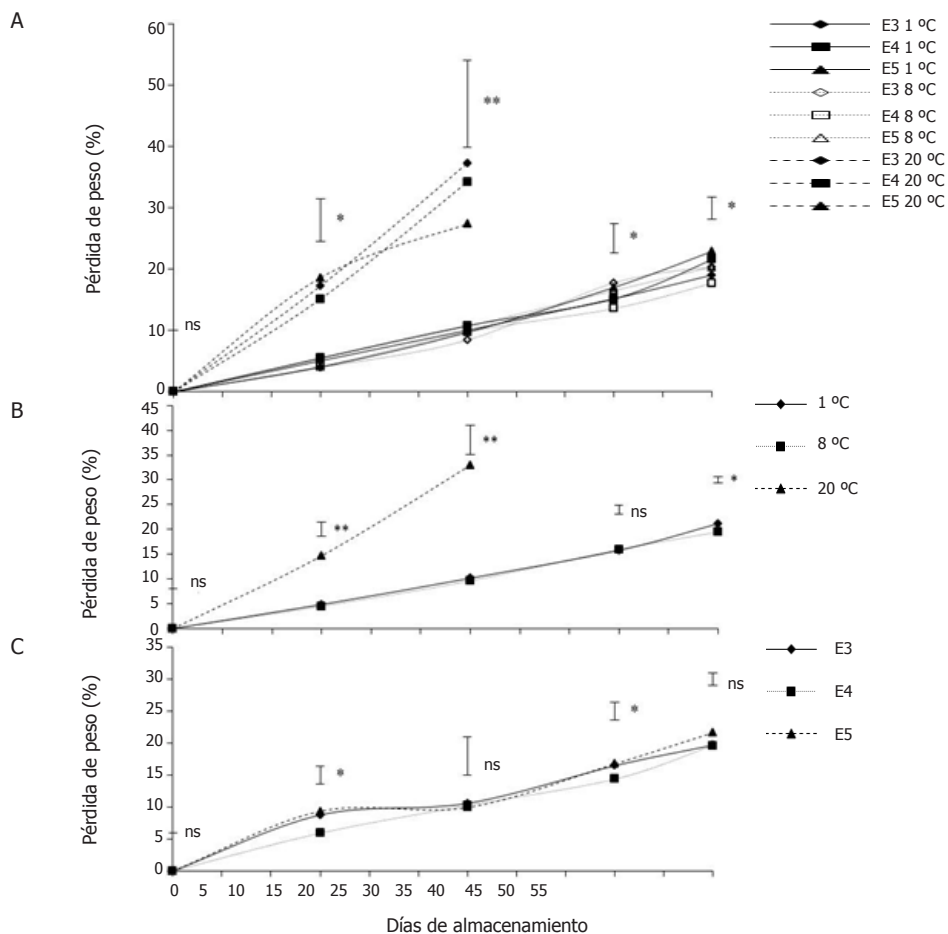 A
Pérdida de peso (%)
60
50
40
30
20
10
0
ns
*
**
*
*
E3 1 ºC
E4 1 ºC
E5 1 ºC
E3 8 ºC
E4 8 ºC
E5 8 ºC
E3 20 ºC
E4 20 ºC
E5 20 ºC
B
Pérdida de peso (%)
45
40
35
30
25
20
15
10
5
0
ns
**
**
ns
*
1 ºC
8 ºC
20 ºC
C
Pérdida de peso (%)
35
30
25
20
15
10
5
0
ns
*
ns
*
ns
E3
E4
E5
0 5 10 15 20 25 30 35 45 55
Días de almacenamiento